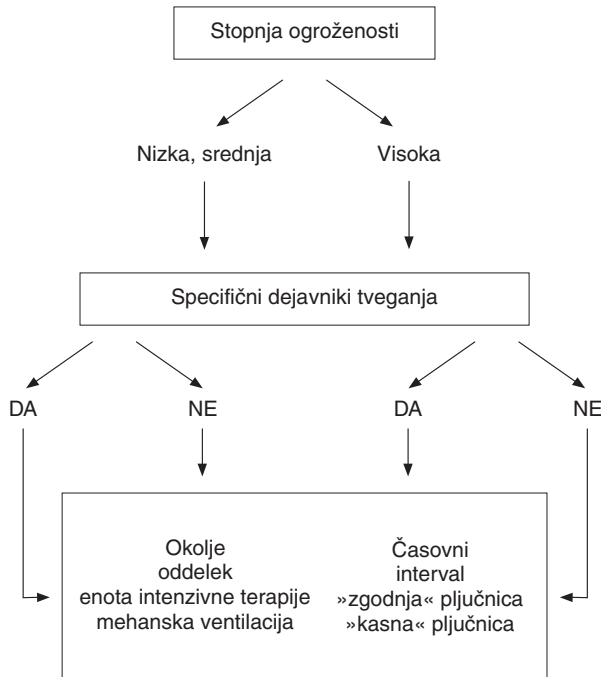 Stopnja ogroženosti
Nizka, srednja
Visoka
Specifični dejavniki tveganja
DA
NE
DA
NE
Okolje
oddelek
enota intenzivne terapije
mehanska ventilacija
Časovni
interval
»zgodnja« pljučnica
»kasna« pljučnica